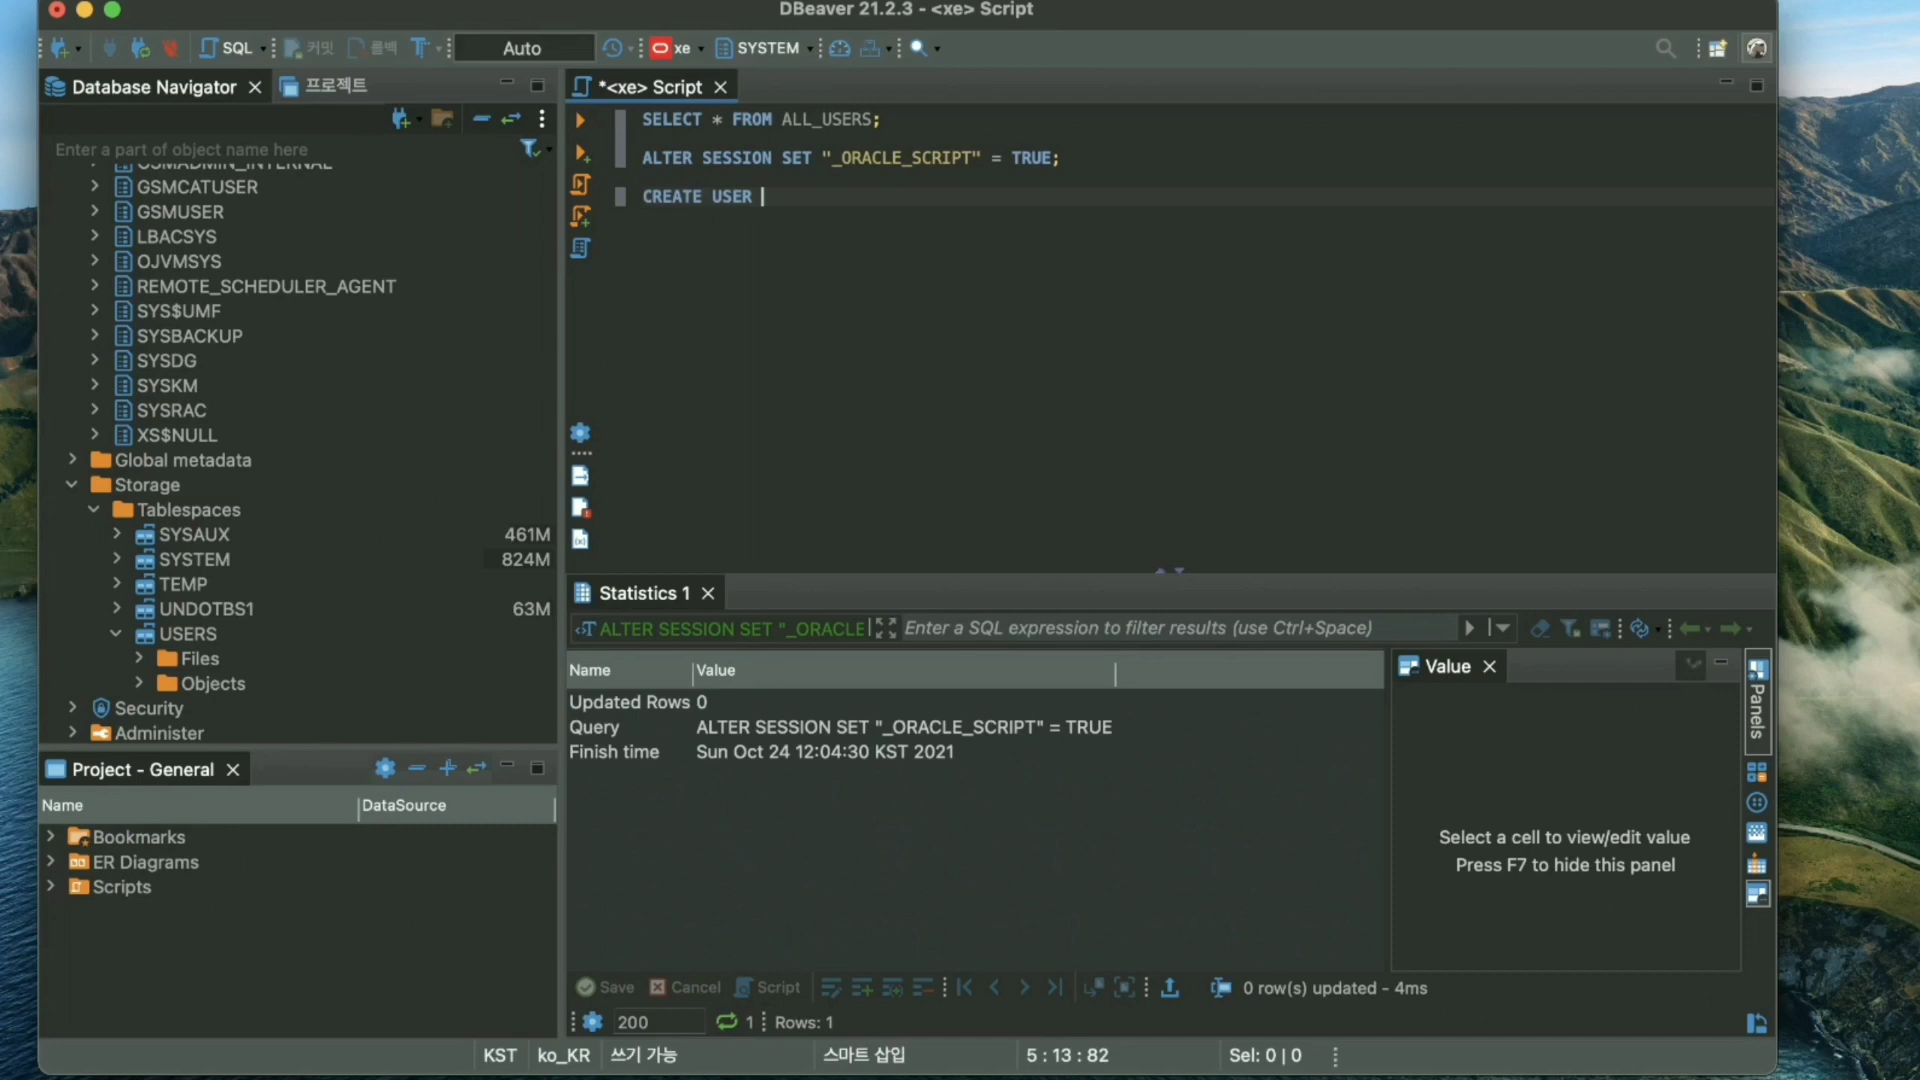 DBeaver 21.2.3 - <xe> Script
SQL 커밋 롤백 Auto xe SYSTEM
Database Navigator
프로젝트
*<xe> Script
Enter a part of object name here
GSMADMIN_INTERNAL
GSMCATUSER
GSMUSER
LBACSYS
OJVMSYS
REMOTE_SCHEDULER_AGENT
SYS$UMF
SYSBACKUP
SYSDG
SYSKM
SYSRAC
XS$NULL
Global metadata
Storage
Tablespaces
SYSAUX 461M
SYSTEM 824M
TEMP
UNDOTBS1 63M
USERS
Files
Objects
Security
Administer
SELECT * FROM ALL_USERS;
ALTER SESSION SET "_ORACLE_SCRIPT" = TRUE;
CREATE USER
Statistics 1
ALTER SESSION SET "_ORACLE
Enter a SQL expression to filter results (use Ctrl+Space)
Name Value
Updated Rows 0
Query ALTER SESSION SET "_ORACLE_SCRIPT" = TRUE
Finish time Sun Oct 24 12:04:30 KST 2021
Value
Select a cell to view/edit value
Press F7 to hide this panel
Panels
Project - General
Name DataSource
Bookmarks
ER Diagrams
Scripts
Save Cancel Script 0 row(s) updated - 4ms
200 1 Rows: 1
KST ko_KR 쓰기 가능 스마트 삽입 5 : 13 : 82 Sel: 0 | 0